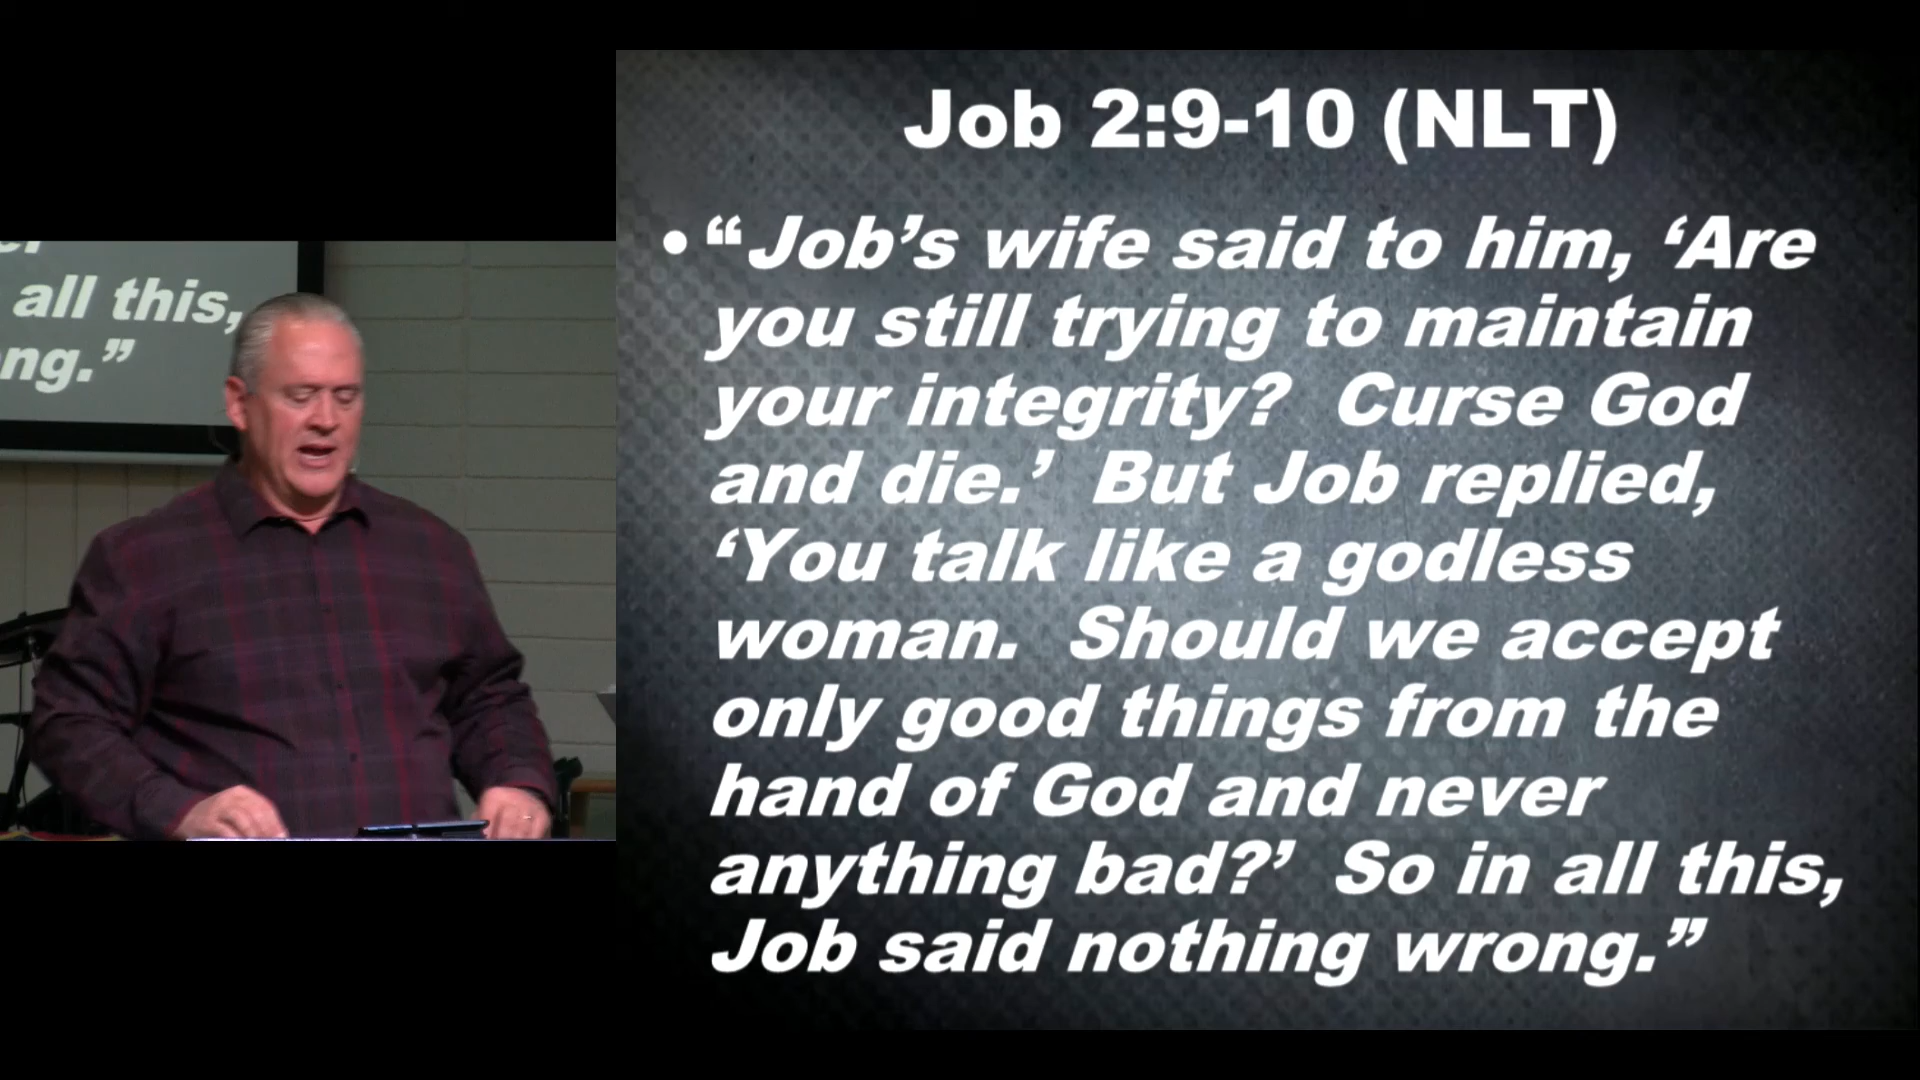 Job 2:9-10 (NLT)
• “Job’s wife said to him, ‘Are
you still trying to maintain
your integrity?  Curse God
and die.’  But Job replied,
‘You talk like a godless
woman.  Should we accept
only good things from the
hand of God and never
anything bad?’  So in all this,
Job said nothing wrong.”
all this,
ng.”